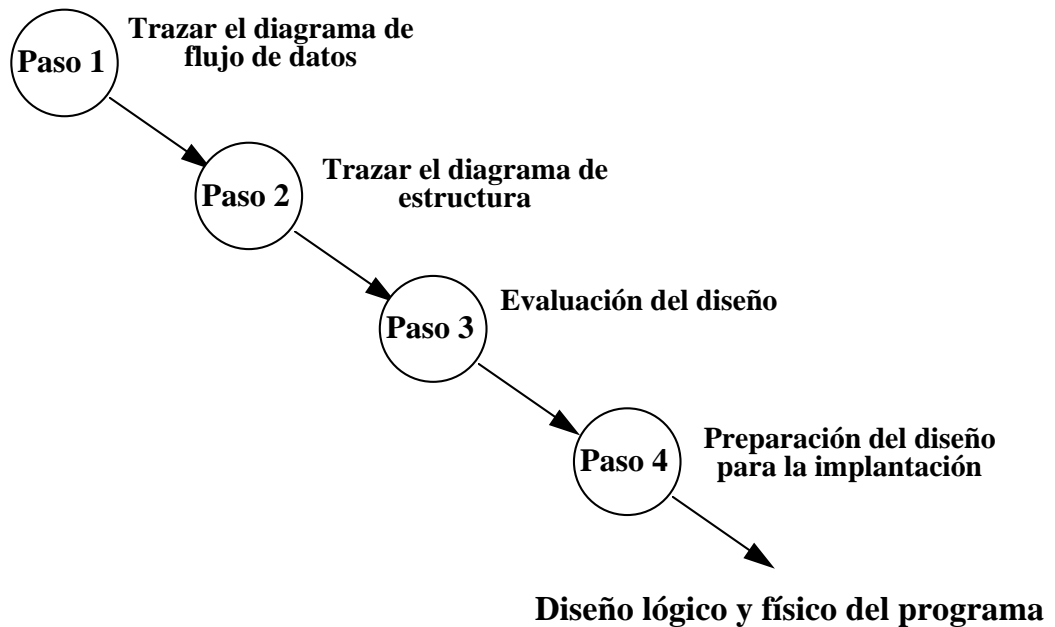 Paso 1
Trazar el diagrama de
flujo de datos
Paso 2
Trazar el diagrama de
estructura
Paso 3
Evaluación del diseño
Paso 4
Preparación del diseño
para la implantación
Diseño lógico y físico del programa